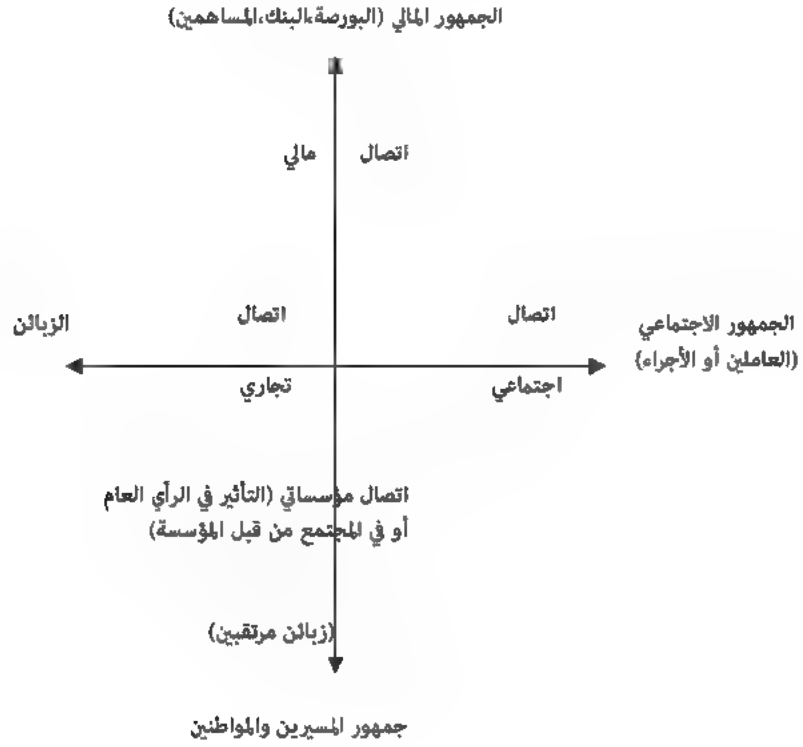 الجمهور المالي (البورصة،البنك،المساهمين)
اتصال مالي
اتصال
اتصال
الزبائن
الجمهور الاجتماعي
(العاملين أو الأجراء)
اجتماعي
تجاري
اتصال مؤسساتي (التأثير في الرأي العام
أو في المجتمع من قبل المؤسسة)
(زبائن مرتقبين)
جمهور المسيرين والمواطنين